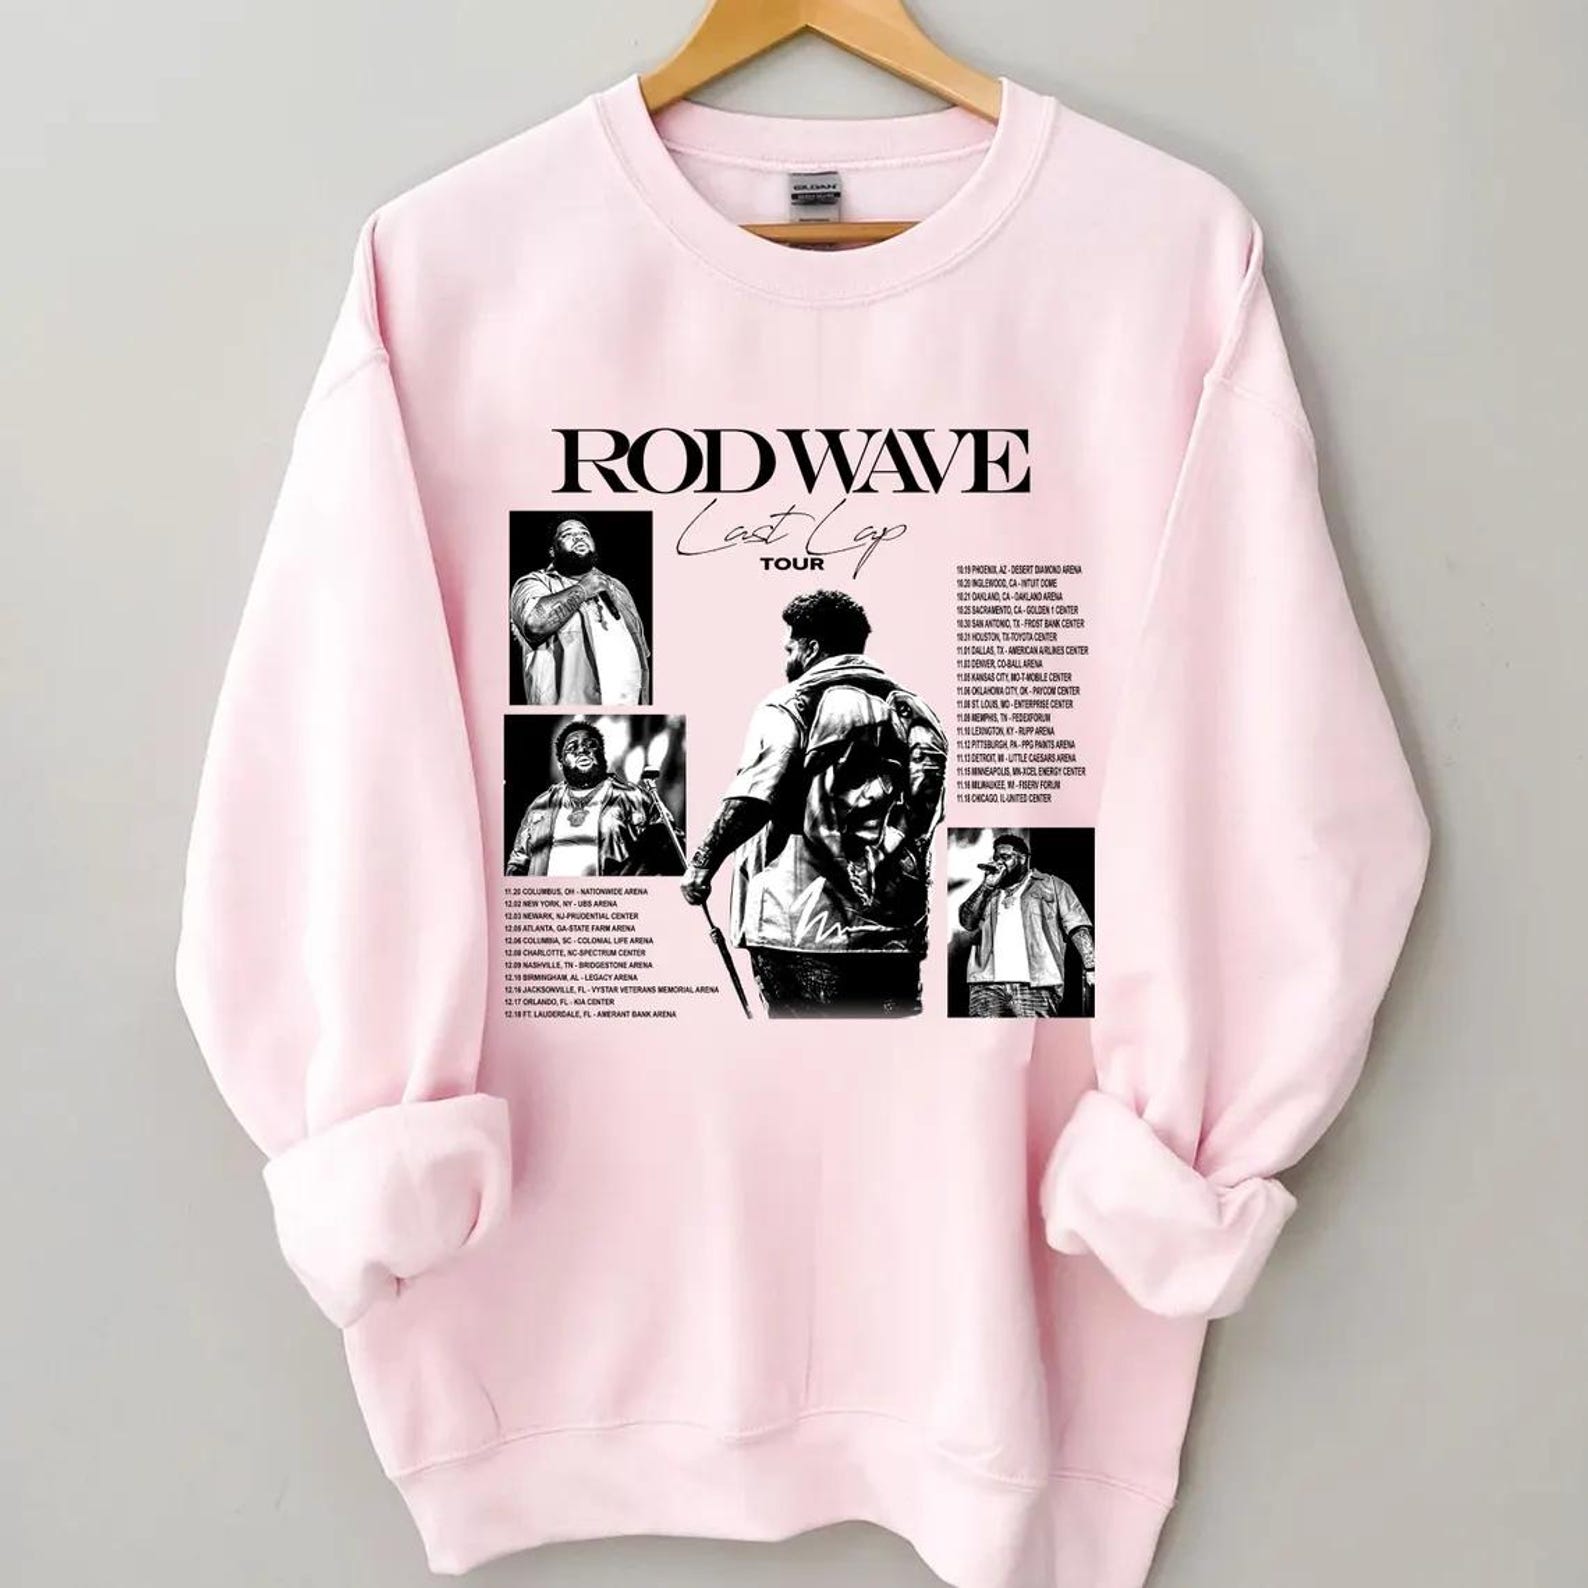 GILDAN
ROD WAVE
Last Lap
TOUR
10.19 PHOENIX, AZ - DESERT DIAMOND ARENA
10.20 INGLEWOOD, CA - INTUIT DOME
10.21 OAKLAND, CA - OAKLAND ARENA
10.25 SACRAMENTO, CA - GOLDEN 1 CENTER
10.30 SAN ANTONIO, TX - FROST BANK CENTER
10.31 HOUSTON, TX-TOYOTA CENTER
11.01 DALLAS, TX - AMERICAN AIRLINES CENTER
11.03 DENVER, CO-BALL ARENA
11.05 KANSAS CITY, MO-T-MOBILE CENTER
11.06 OKLAHOMA CITY, OK - PAYCOM CENTER
11.08 ST. LOUIS, MO - ENTERPRISE CENTER
11.09 MEMPHIS, TN - FEDEXFORUM
11.10 LEXINGTON, KY - RUPP ARENA
11.12 PITTSBURGH, PA - PPG PAINTS ARENA
11.13 DETROIT, MI - LITTLE CAESARS ARENA
11.15 MINNEAPOLIS, MN-XCEL ENERGY CENTER
11.16 MILWAUKEE, WI - FISERV FORUM
11.18 CHICAGO, IL-UNITED CENTER
11.20 COLUMBUS, OH - NATIONWIDE ARENA
12.02 NEW YORK, NY - UBS ARENA
12.03 NEWARK, NJ-PRUDENTIAL CENTER
12.05 ATLANTA, GA-STATE FARM ARENA
12.06 COLUMBIA, SC - COLONIAL LIFE ARENA
12.08 CHARLOTTE, NC-SPECTRUM CENTER
12.09 NASHVILLE, TN - BRIDGESTONE ARENA
12.10 BIRMINGHAM, AL - LEGACY ARENA
12.16 JACKSONVILLE, FL - VYSTAR VETERANS MEMORIAL ARENA
12.17 ORLANDO, FL - KIA CENTER
12.18 FT. LAUDERDALE, FL - AMERANT BANK ARENA